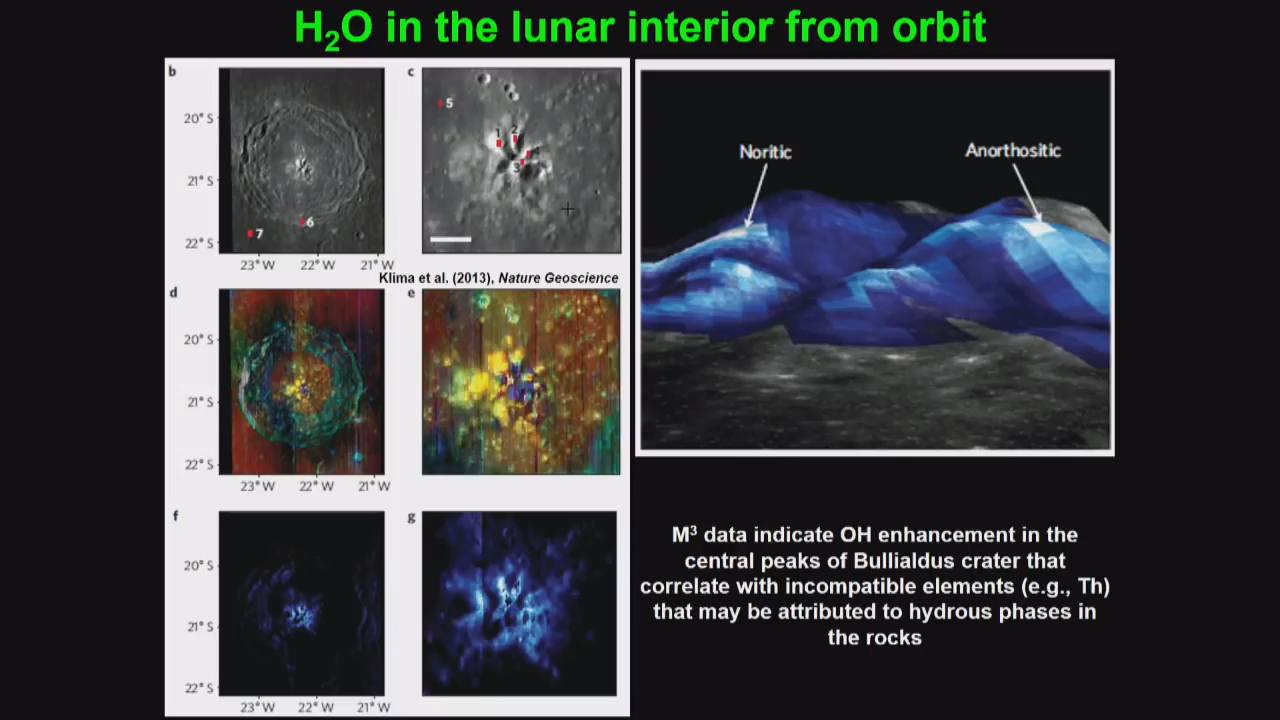 H₂O in the lunar interior from orbit
b
c
20° S
21° S
22° S
23° W 22° W 21° W
7
6
5
1
2
4
3
Klima et al. (2013), Nature Geoscience
d
e
20° S
21° S
22° S
23° W 22° W 21° W
f
g
20° S
21° S
22° S
23° W 22° W 21° W
Noritic
Anorthositic
M³ data indicate OH enhancement in the
central peaks of Bullialdus crater that
correlate with incompatible elements (e.g., Th)
that may be attributed to hydrous phases in
the rocks